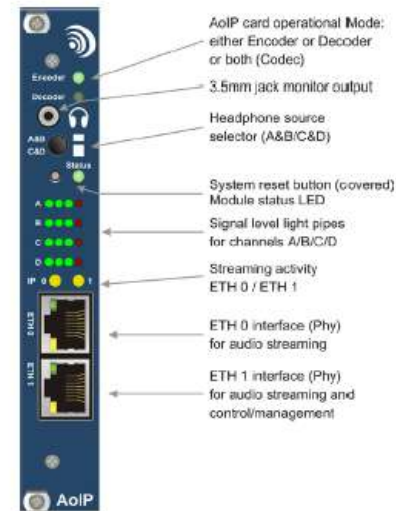 AoIP card operational Mode:
either Encoder or Decoder
or both (Codec)
Encoder
3.5mm jack monitor output
Decoder
Headphone source
selector (A&B/C&D)
A&B
C&D
Status
System reset button (covered)
Module status LED
A
B
C
D
Signal level light pipes
for channels A/B/C/D
IP 0 1
Streaming activity
ETH 0 / ETH 1
ETH 0
ETH 0 interface (Phy)
for audio streaming
ETH 1
ETH 1 interface (Phy)
for audio streaming and
control/management
AoIP